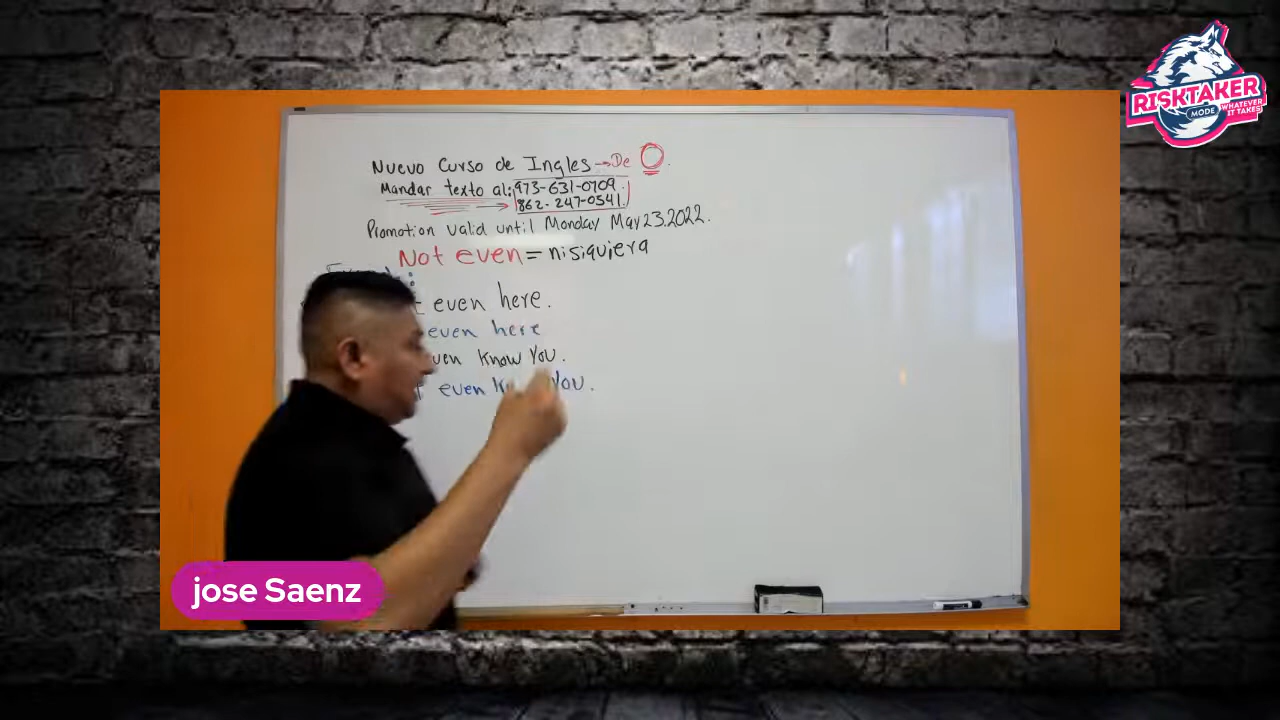 RISKTAKER
MODE
WHATEVER IT TAKES
Nuevo Curso de Ingles → De 0.
Mandar texto al: 973-631-0709.
862-247-0541.
Promotion valid until Monday May 23.2022.
Not even = nisiquiera
even here.
even here
know You.
even You.
jose Saenz